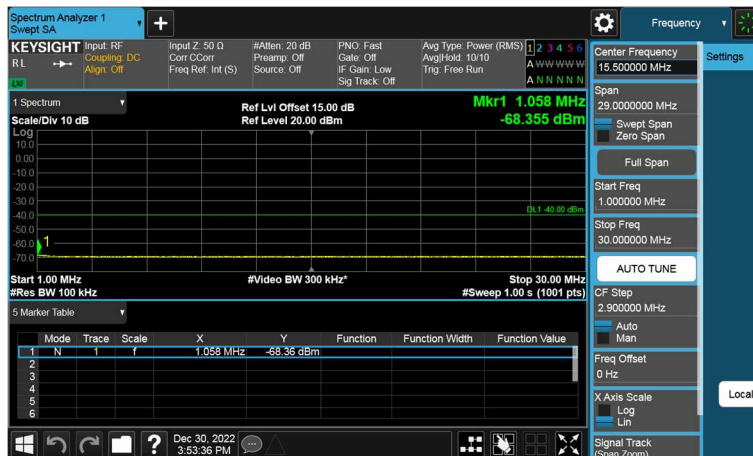 Spectrum Analyzer 1
Swept SA
Frequency
KEYSIGHT
RL
LXI
Input: RF
Coupling: DC
Align: Off
Input Z: 50 Ω
Corr CCorr
Freq Ref: Int (S)
#Atten: 20 dB
Preamp: Off
Source: Off
PNO: Fast
Gate: Off
IF Gain: Low
Sig Track: Off
Avg Type: Power (RMS)
Avg|Hold: 10/10
Trig: Free Run
1 2 3 4 5 6
A W W W W W
A N N N N N
1 Spectrum
Scale/Div 10 dB
Ref Lvl Offset 15.00 dB
Ref Level 20.00 dBm
Mkr1 1.058 MHz
-68.355 dBm
Log
10.0
0.00
-10.0
-20.0
-30.0
-40.0
-50.0
-60.0
-70.0
DL1 -40.00 dBm
1
Start 1.00 MHz
#Video BW 300 kHz*
Stop 30.00 MHz
#Res BW 100 kHz
#Sweep 1.00 s (1001 pts)
5 Marker Table
Mode Trace Scale X Y Function Function Width Function Value
1 N 1 f 1.058 MHz -68.36 dBm
2
3
4
5
6
Dec 30, 2022
3:53:36 PM
Center Frequency
15.500000 MHz
Settings
Span
29.0000000 MHz
Swept Span
Zero Span
Full Span
Start Freq
1.000000 MHz
Stop Freq
30.000000 MHz
AUTO TUNE
CF Step
2.900000 MHz
Auto
Man
Freq Offset
0 Hz
X Axis Scale
Log
Lin
Local
Signal Track
(Span Zoom)